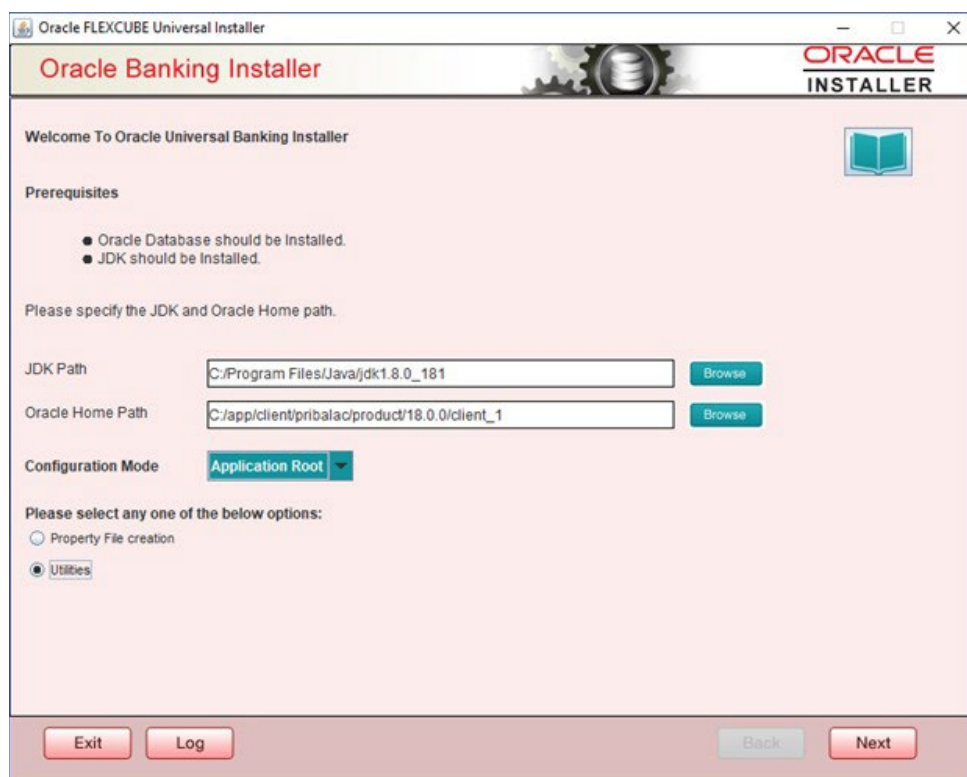 Oracle FLEXCUBE Universal Installer
Oracle Banking Installer
ORACLE
INSTALLER
Welcome To Oracle Universal Banking Installer
Prerequisites
Oracle Database should be Installed.
JDK should be Installed.
Please specify the JDK and Oracle Home path.
JDK Path
C:/Program Files/Java/jdk1.8.0_181
Browse
Oracle Home Path
C:/app/client/pribalac/product/18.0.0/client_1
Browse
Configuration Mode
Application Root
Please select any one of the below options:
Property File creation
Utilities
Exit
Log
Back
Next